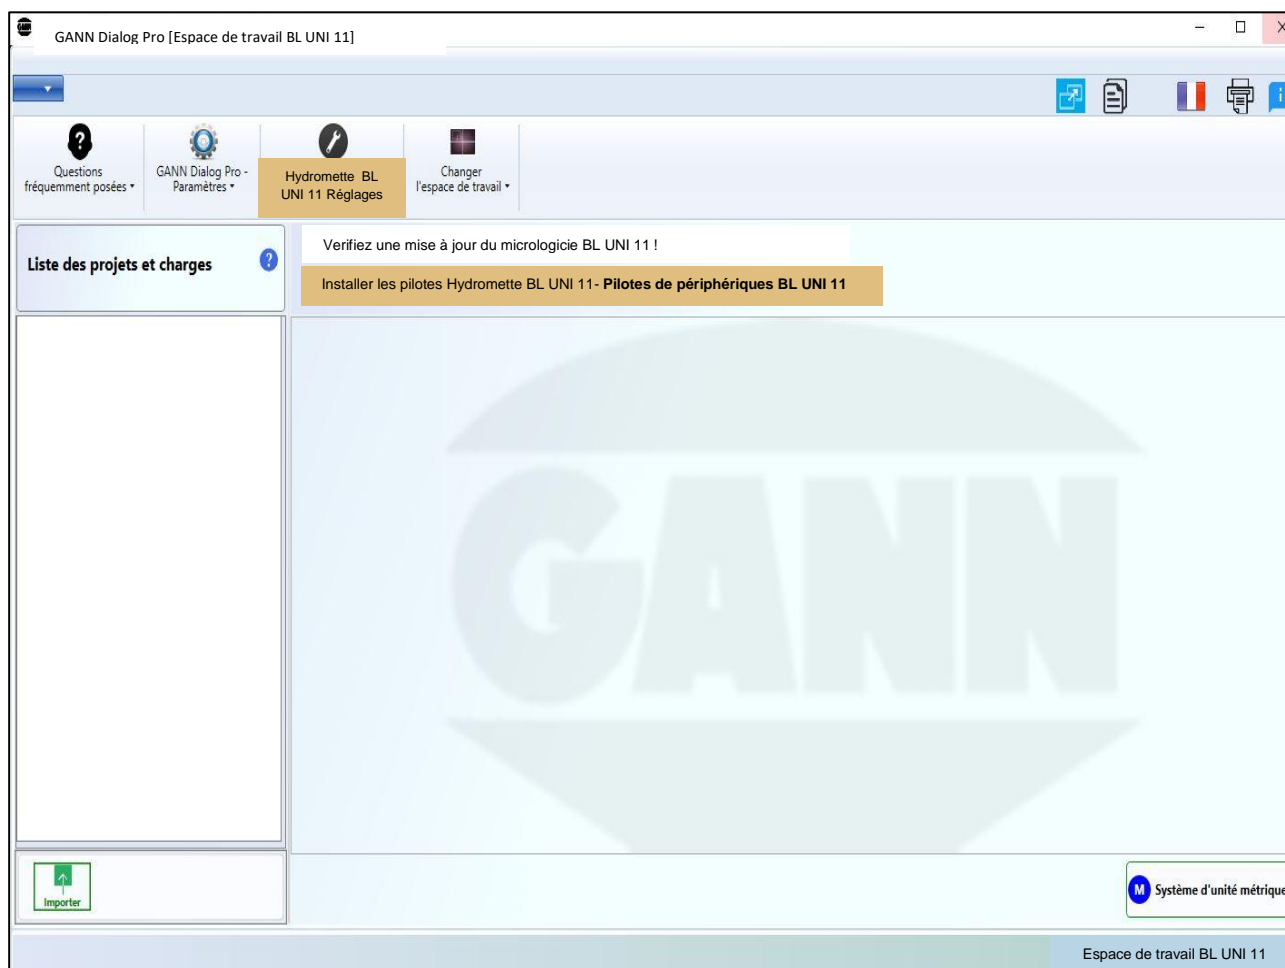 GANN Dialog Pro [Espace de travail BL UNI 11]
Questions
fréquemment posées
GANN Dialog Pro -
Paramètres
Hydromette BL
UNI 11 Réglages
Changer
l'espace de travail
Liste des projets et charges
?
Verifiez une mise à jour du micrologicie BL UNI 11 !
Installer les pilotes Hydromette BL UNI 11- Pilotes de périphériques BL UNI 11
GANN
Importer
M Système d'unité métrique
Espace de travail BL UNI 11